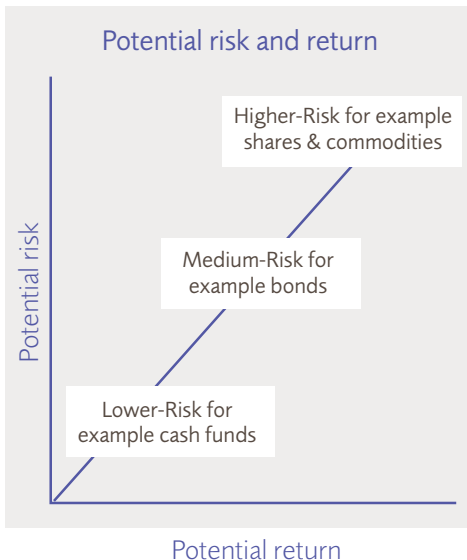 Potential risk and return
Higher-Risk for example
shares & commodities
Potential risk
Medium-Risk for
example bonds
Lower-Risk for
example cash funds
Potential return